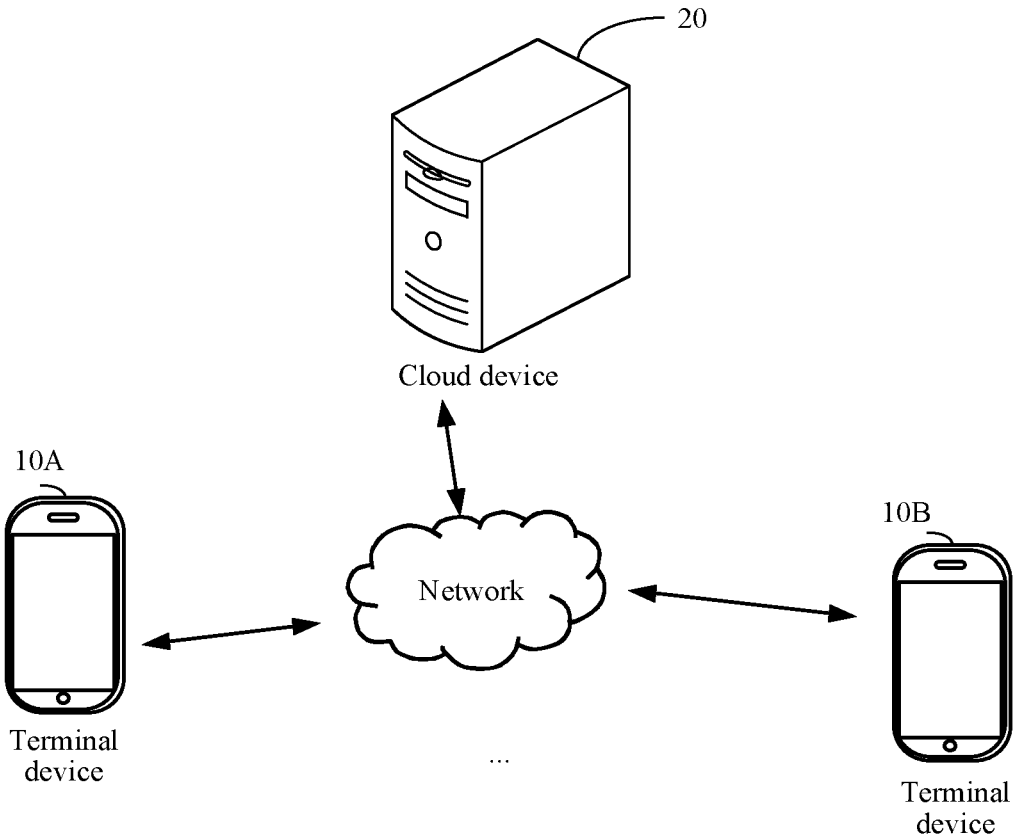 20
Cloud device
10A
10B
Network
Terminal
device
...
Terminal
device